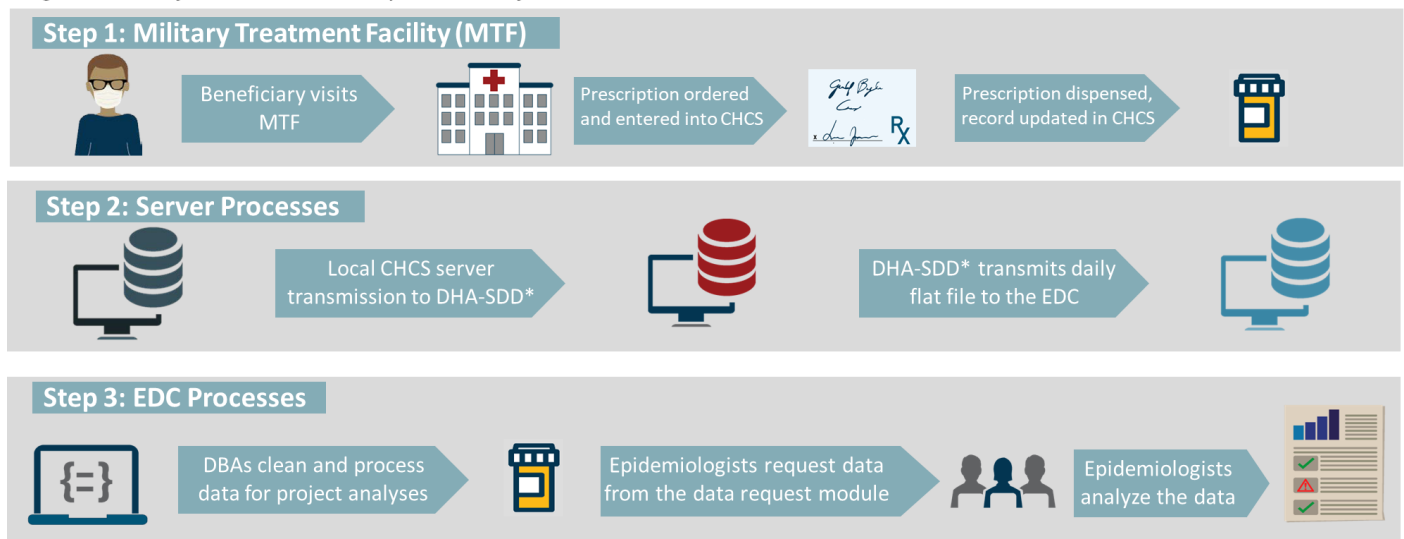 Step 1: Military Treatment Facility (MTF)
Beneficiary visits
MTF
Prescription ordered
and entered into CHCS
Rx
Prescription dispensed,
record updated in CHCS
Step 2: Server Processes
Local CHCS server
transmission to DHA-SDD*
DHA-SDD* transmits daily
flat file to the EDC
Step 3: EDC Processes
{=}
DBAs clean and process
data for project analyses
Epidemiologists request data
from the data request module
Epidemiologists
analyze the data